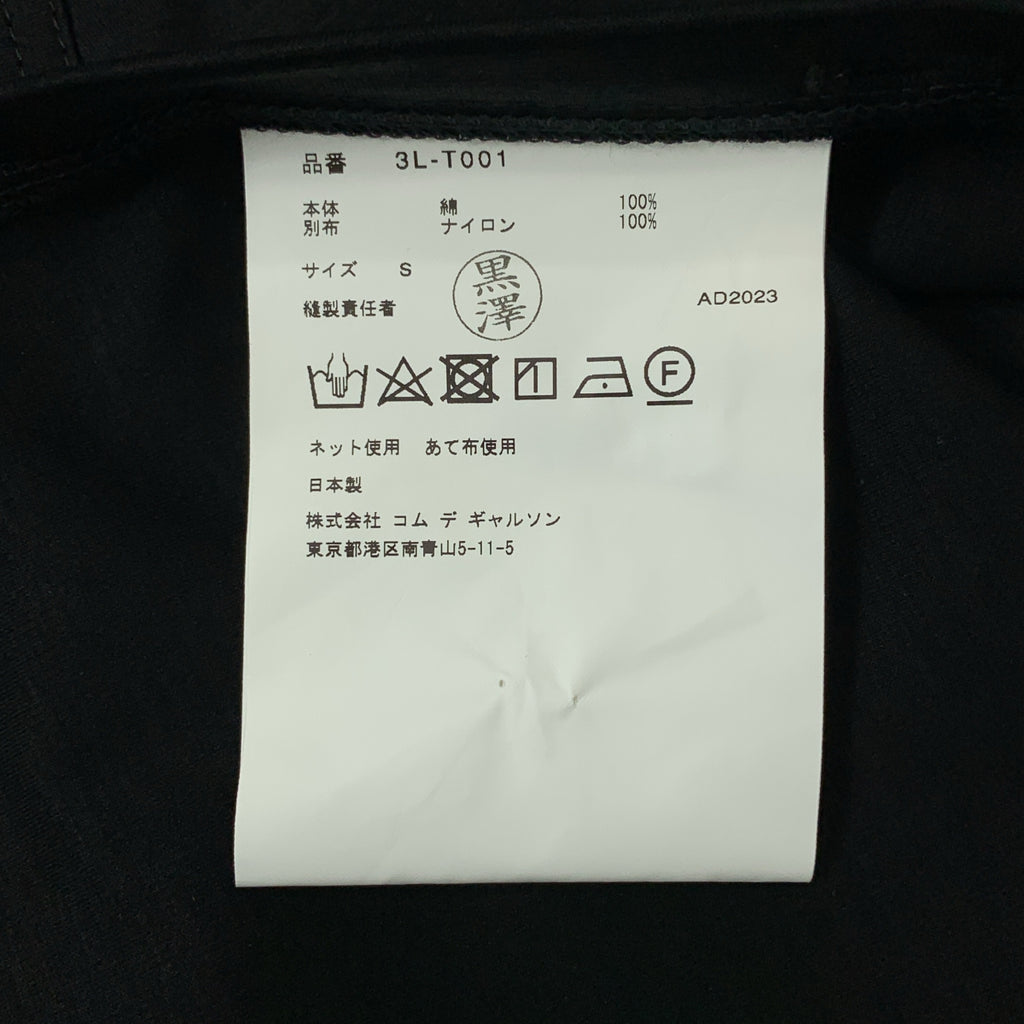 品番 3L-T001
本体 綿 100%
別布 ナイロン 100%
サイズ S
黒澤
縫製責任者
AD2023
F
ネット使用 あて布使用
日本製
株式会社 コム デ ギャルソン
東京都港区南青山5-11-5